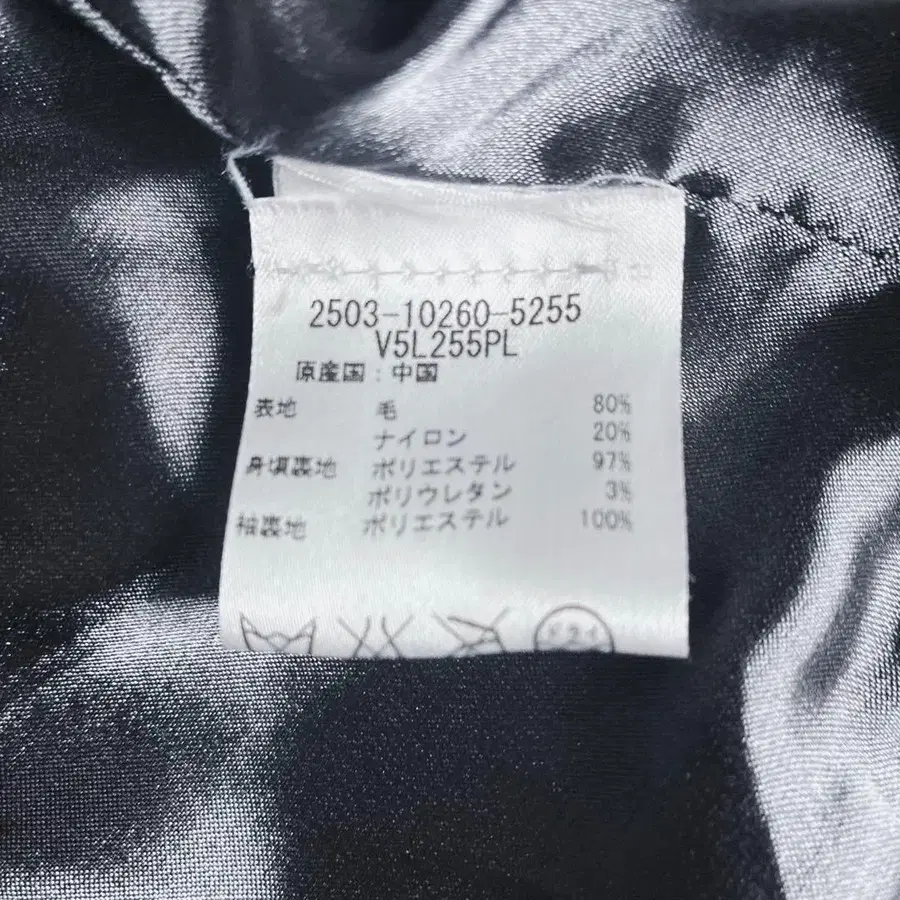 2503-10260-5255
V5L255PL
原産国：中国
表地 毛 80%
ナイロン 20%
身頃裏地 ポリエステル 97%
ポリウレタン 3%
袖裏地 ポリエステル 100%